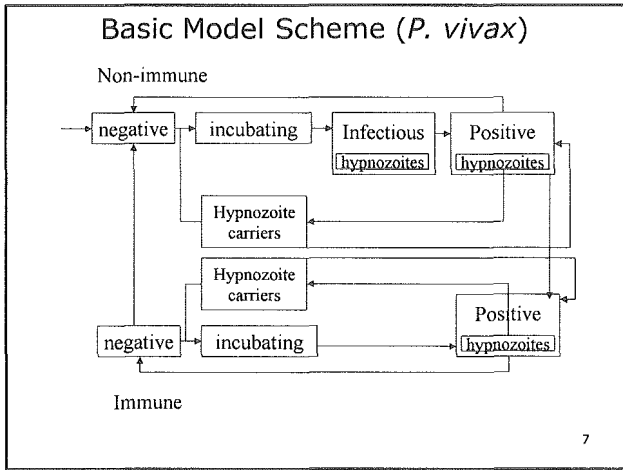 Basic Model Scheme (P. vivax)
Non-immune
negative
incubating
Infectious
hypnozoites
Positive
hypnozoites
Hypnozoite
carriers
Hypnozoite
carriers
Positive
hypnozoites
negative
incubating
Immune
7